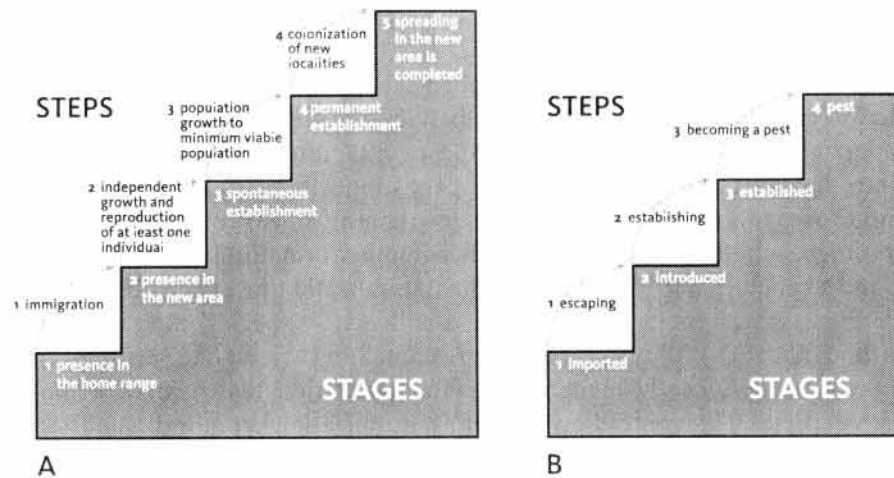 STEPS
4 colonization
of new
localities
5 spreading
in the new
area is
completed
3 population
growth to
minimum viable
population
4 permanent
establishment
2 independent
growth and
reproduction
of at least one
individual
3 spontaneous
establishment
1 immigration
2 presence in
the new area
1 presence in
the home range
STAGES
A
STEPS
4 pest
3 becoming a pest
3 established
2 establishing
2 introduced
1 escaping
1 imported
STAGES
B